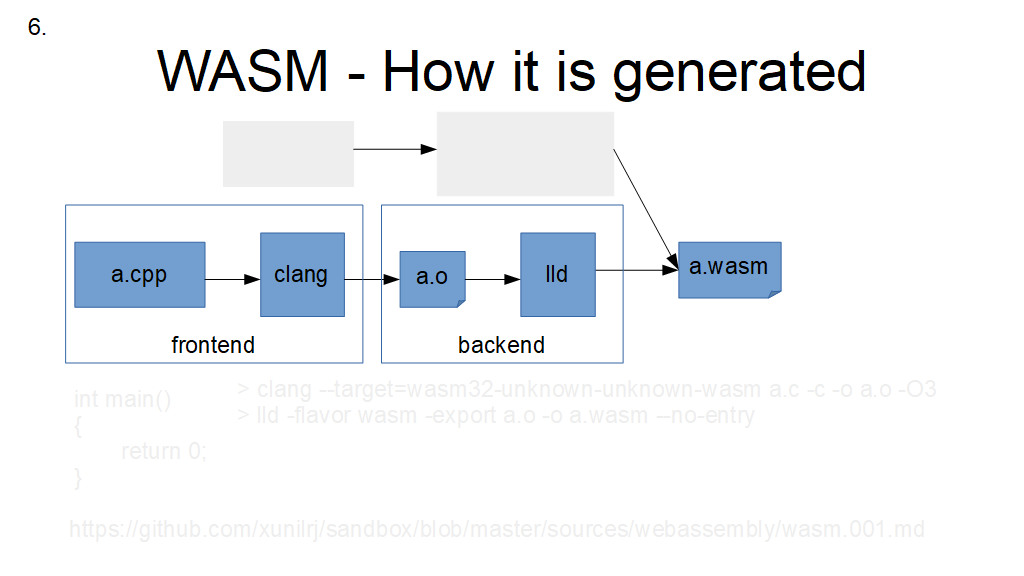 6.
WASM - How it is generated
a.cpp
clang
a.o
lld
a.wasm
frontend
backend
int main()
{
return 0;
}
> clang --target=wasm32-unknown-unknown-wasm a.c -c -o a.o -O3
> lld -flavor wasm -export a.o -o a.wasm --no-entry
https://github.com/xunilrj/sandbox/blob/master/sources/webassembly/wasm.001.md